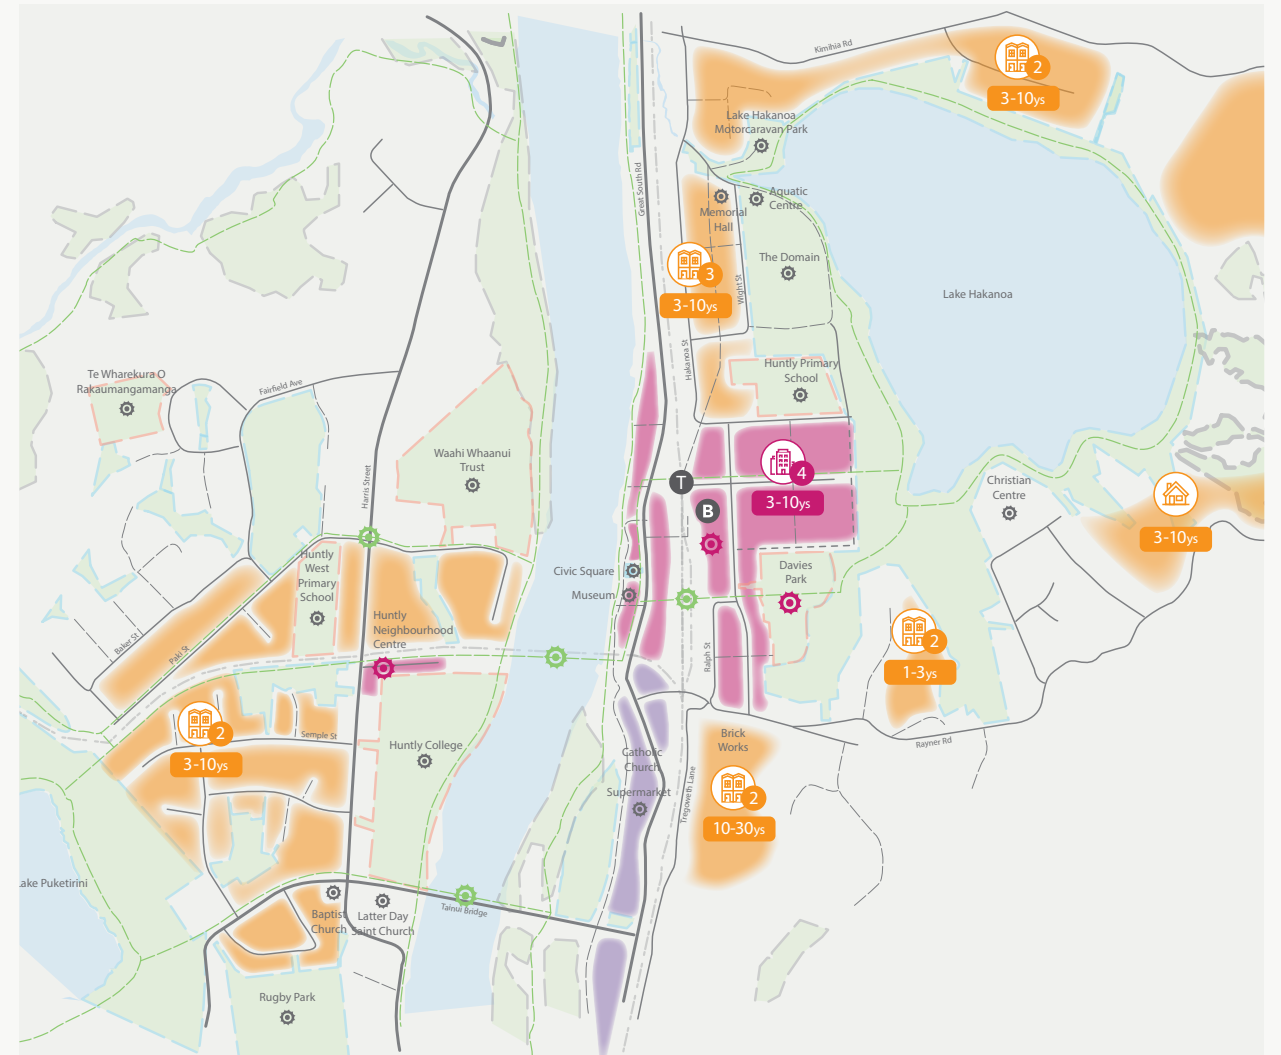 Kimihia Rd
2
3-10ys
Lake Hakanoa
Motorcaravan Park
Great South Rd
Aquatic
Centre
Memorial
Hall
The Domain
3
3-10ys
Wight St
Lake Hakanoa
Hakanoa St
Huntly Primary
School
Te Wharekura O
Rakaumangamanga
Fairfield Ave
Waahi Whaanui
Trust
Harris Street
T
4
3-10ys
B
Christian
Centre
3-10ys
Huntly
West
Primary
School
Civic Square
Museum
Davies
Park
Huntly
Neighbourhood
Centre
Baker St
Paki St
Ralph St
2
1-3ys
2
3-10ys
Semple St
Huntly College
Brick
Works
Rayner Rd
Catholic
Church
Supermarket
Tregoweth Lane
2
10-30ys
Lake Puketirini
Baptist
Church
Latter Day
Saint Church
Tainui Bridge
Rugby Park